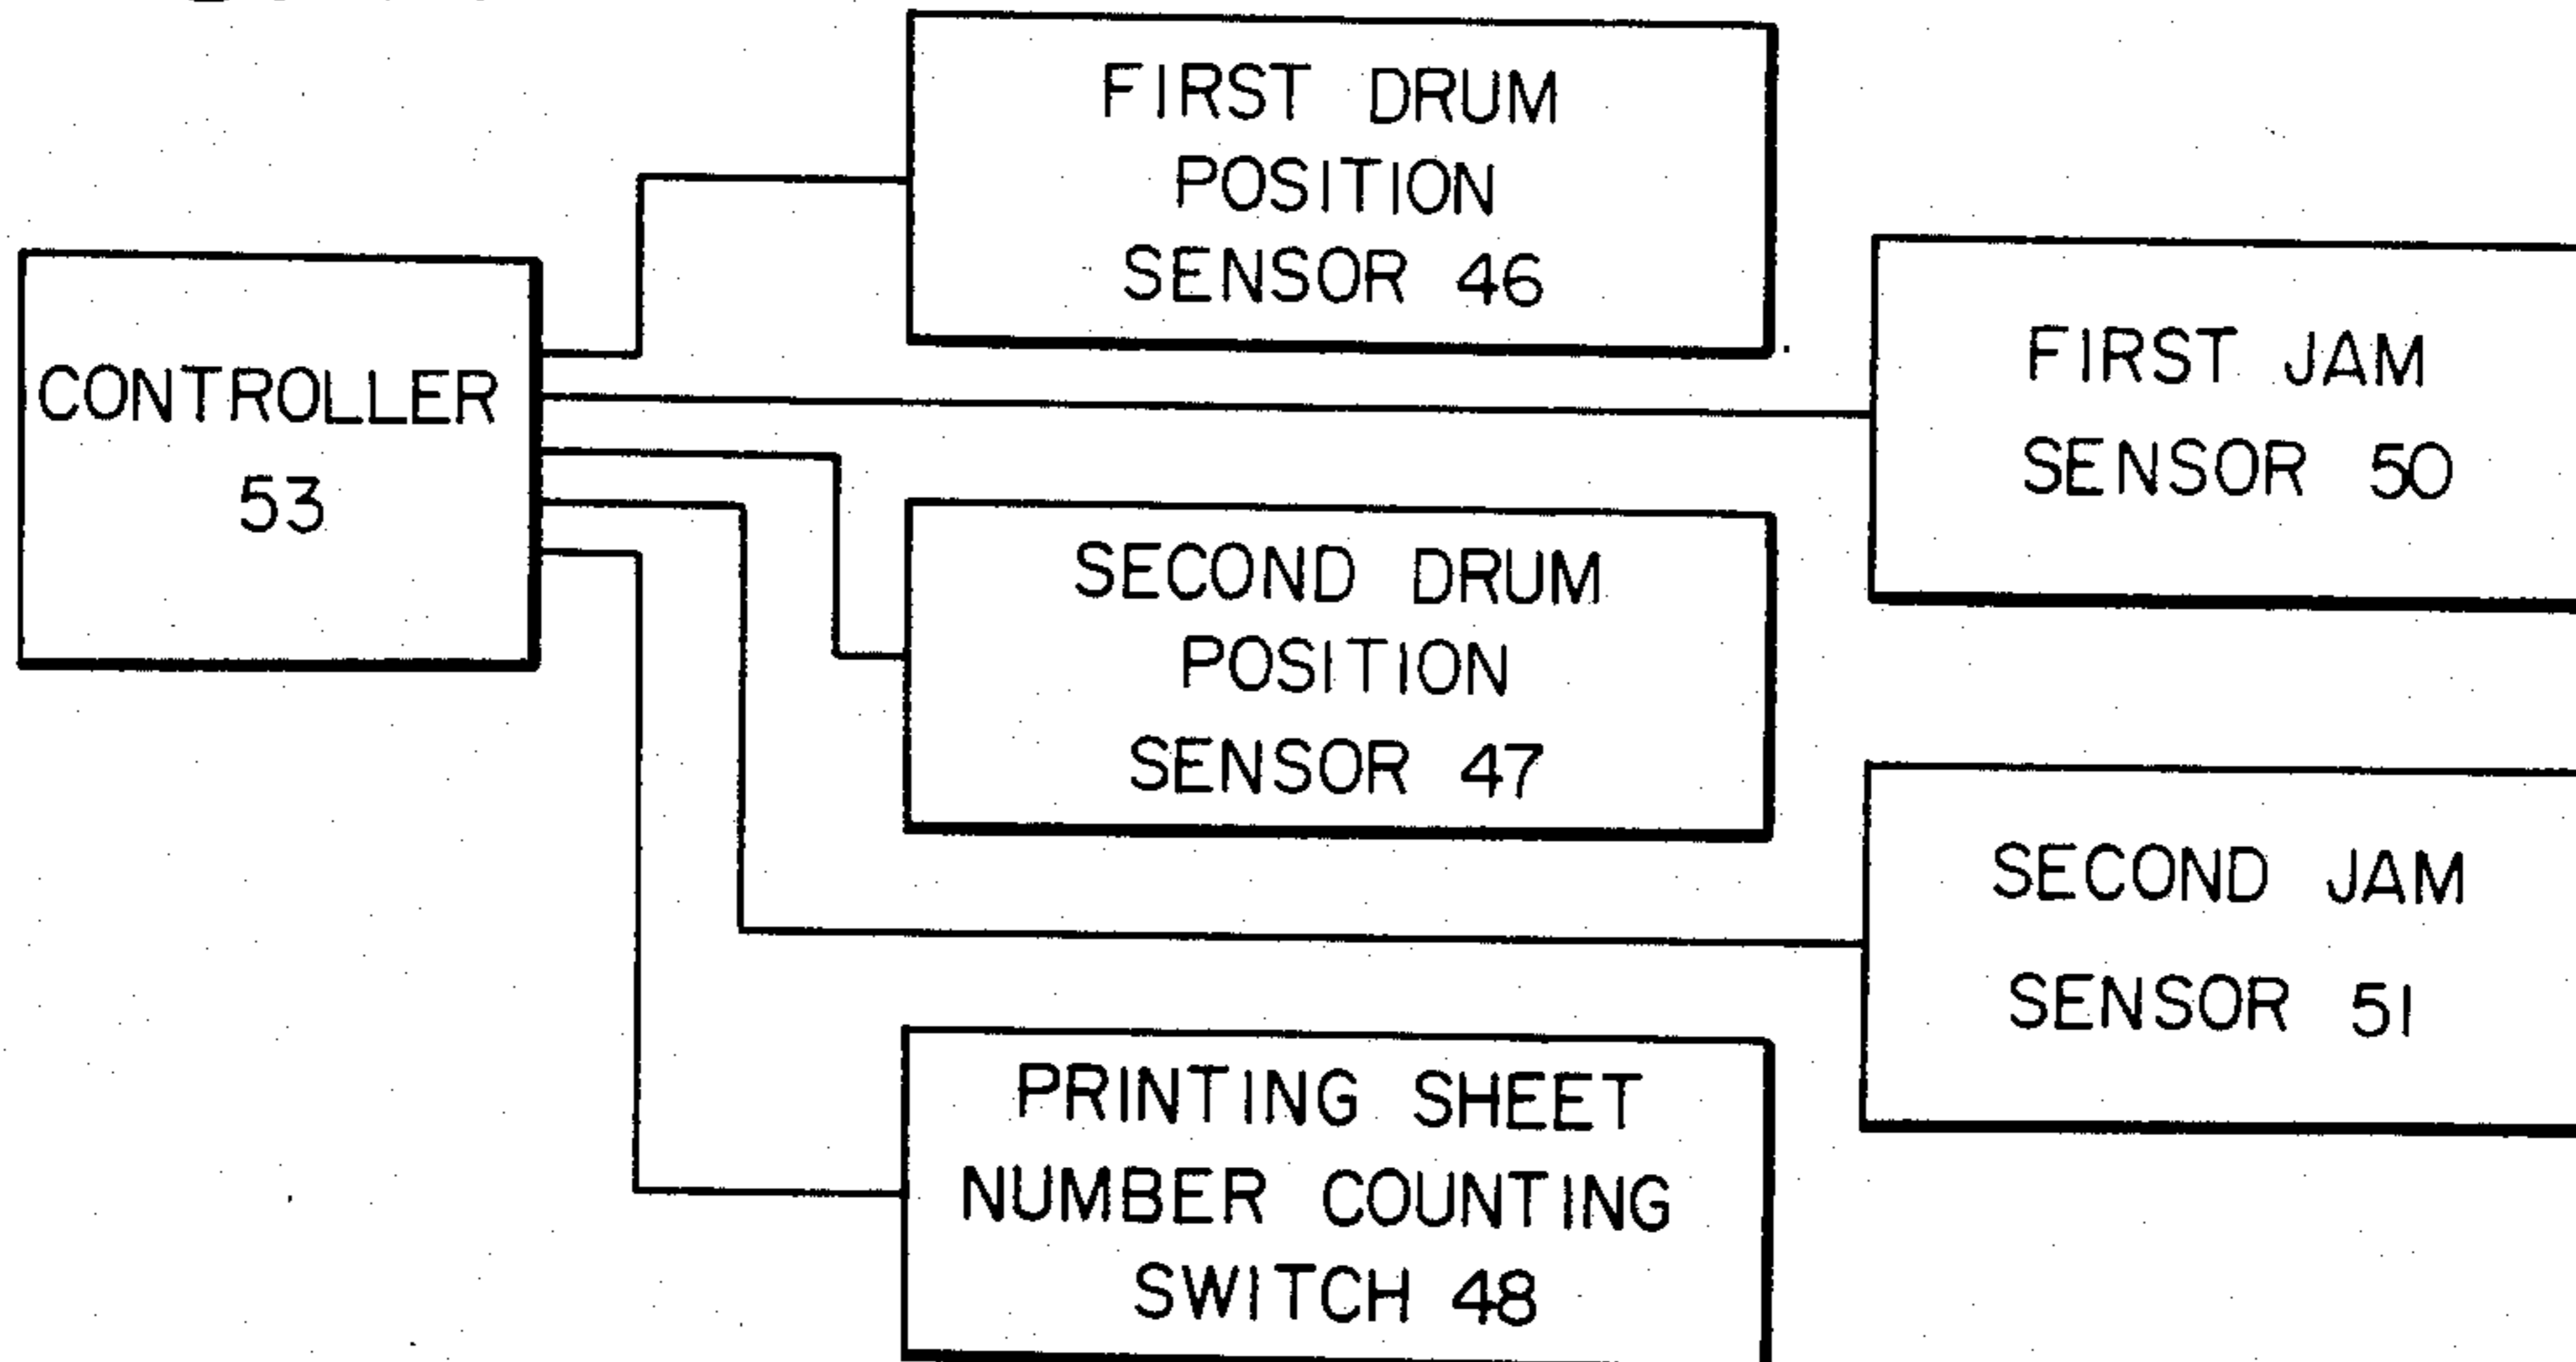 FIRST DRUM
POSITION
SENSOR 46
CONTROLLER
53
FIRST JAM
SENSOR 50
SECOND DRUM
POSITION
SENSOR 47
SECOND JAM
SENSOR 51
PRINTING SHEET
NUMBER COUNTING
SWITCH 48